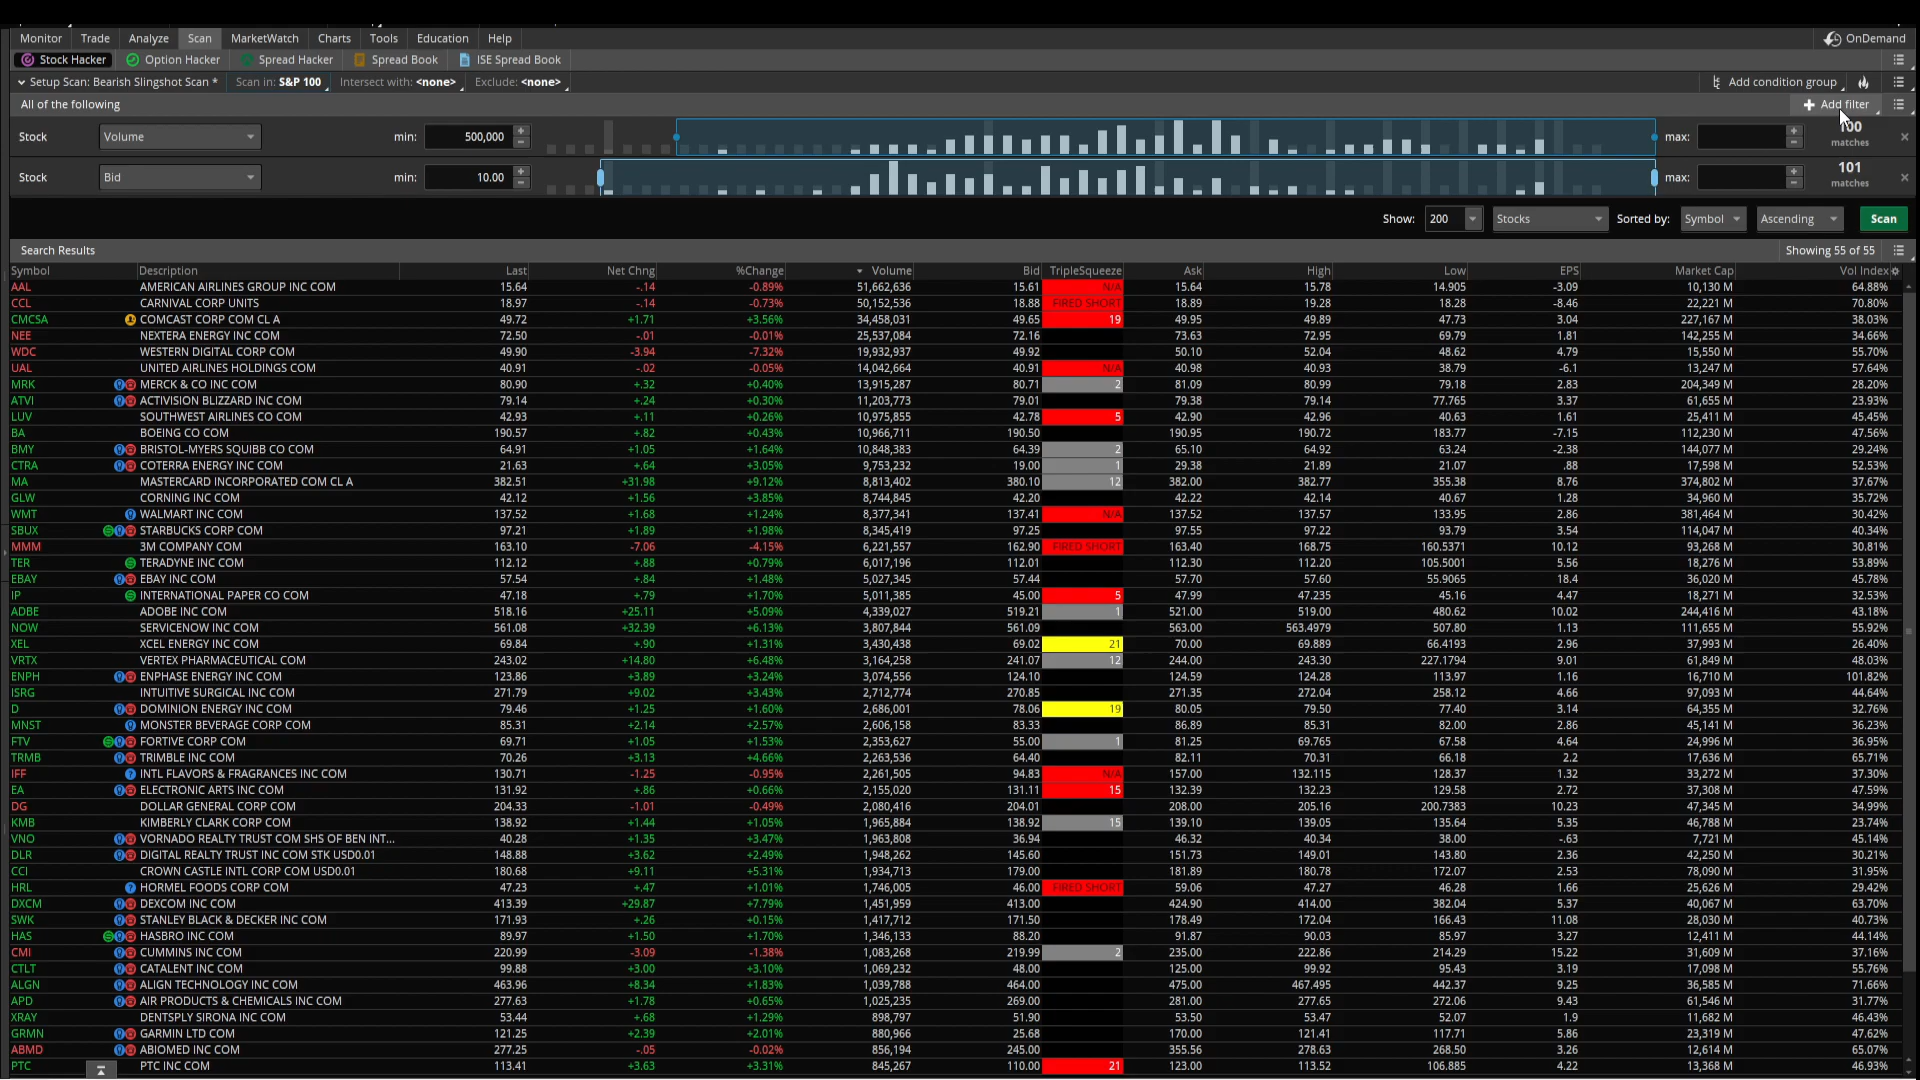 Monitor Trade Analyze Scan MarketWatch Charts Tools Education Help OnDemand
Stock Hacker Option Hacker Spread Hacker Spread Book ISE Spread Book
Setup Scan: Bearish Slingshot Scan * Scan in: S&P 100 Intersect with: <none> Exclude: <none> Add condition group
All of the following Add filter
Stock Volume min: 500,000 max: 100 matches
Stock Bid min: 10.00 max: 101 matches
Show: 200 Stocks Sorted by: Symbol Ascending Scan
Search Results Showing 55 of 55
Symbol Description Last Net Chng %Change Volume Bid TripleSqueeze Ask High Low EPS Market Cap Vol Index
AAL AMERICAN AIRLINES GROUP INC COM 15.64 -.14 -0.89% 51,662,636 15.61 N/A 15.64 15.78 14.905 -3.09 10,130 M 64.88%
CCL CARNIVAL CORP UNITS 18.97 -.14 -0.73% 50,152,536 18.88 FIRED SHORT 18.89 19.28 18.28 -8.46 22,221 M 70.80%
CMCSA COMCAST CORP COM CL A 49.72 +1.71 +3.56% 34,458,031 49.65 19 49.95 49.89 47.73 3.04 227,167 M 38.03%
NEE NEXTERA ENERGY INC COM 72.50 -.01 -0.01% 25,537,084 72.16 73.63 72.95 69.79 1.81 142,255 M 34.66%
WDC WESTERN DIGITAL CORP COM 49.90 -3.94 -7.32% 19,932,937 49.92 50.10 52.04 48.62 4.79 15,550 M 55.70%
UAL UNITED AIRLINES HOLDINGS COM 40.91 -.02 -0.05% 14,042,664 40.91 N/A 40.98 40.93 38.79 -6.1 13,247 M 57.64%
MRK MERCK & CO INC COM 80.90 +.32 +0.40% 13,915,287 80.71 2 81.09 80.99 79.18 2.83 204,349 M 28.20%
ATVI ACTIVISION BLIZZARD INC COM 79.14 +.24 +0.30% 11,203,773 79.01 79.38 79.14 77.765 3.37 61,655 M 23.93%
LUV SOUTHWEST AIRLINES CO COM 42.93 +.11 +0.26% 10,975,855 42.78 5 42.90 42.96 40.63 1.61 25,411 M 45.45%
BA BOEING CO COM 190.57 +.82 +0.43% 10,966,711 190.50 190.95 190.72 183.77 -7.15 112,230 M 47.56%
BMY BRISTOL-MYERS SQUIBB CO COM 64.91 +1.05 +1.64% 10,848,383 64.39 2 65.10 64.92 63.24 -2.38 144,077 M 29.24%
CTRA COTERRA ENERGY INC COM 21.63 +.64 +3.05% 9,753,232 19.00 1 29.38 21.89 21.07 .88 17,598 M 52.53%
MA MASTERCARD INCORPORATED COM CL A 382.51 +31.98 +9.12% 8,813,402 380.10 12 382.00 382.77 355.38 8.76 374,802 M 37.67%
GLW CORNING INC COM 42.12 +1.56 +3.85% 8,744,845 42.20 42.22 42.14 40.67 1.28 34,960 M 35.72%
WMT WALMART INC COM 137.52 +1.68 +1.24% 8,377,341 137.41 N/A 137.52 137.57 133.95 2.86 381,464 M 30.42%
SBUX STARBUCKS CORP COM 97.21 +1.89 +1.98% 8,345,419 97.25 97.55 97.22 93.79 3.54 114,047 M 40.34%
MMM 3M COMPANY COM 163.10 -7.06 -4.15% 6,221,557 162.90 FIRED SHORT 163.40 168.75 160.5371 10.12 93,268 M 30.81%
TER TERADYNE INC COM 112.12 +.88 +0.79% 6,017,196 112.01 112.30 112.20 105.5001 5.56 18,276 M 53.89%
EBAY EBAY INC COM 57.54 +.84 +1.48% 5,027,345 57.44 57.70 57.60 55.9065 18.4 36,020 M 45.78%
IP INTERNATIONAL PAPER CO COM 47.18 +.79 +1.70% 5,011,385 45.00 5 47.99 47.235 45.16 4.47 18,271 M 32.53%
ADBE ADOBE INC COM 518.16 +25.11 +5.09% 4,339,027 519.21 1 521.00 519.00 480.62 10.02 244,416 M 43.18%
NOW SERVICENOW INC COM 561.08 +32.39 +6.13% 3,807,844 561.09 563.00 563.4979 507.80 1.13 111,655 M 55.92%
XEL XCEL ENERGY INC COM 69.84 +.90 +1.31% 3,430,438 69.02 21 70.00 69.889 66.4193 2.96 37,993 M 26.40%
VRTX VERTEX PHARMACEUTICAL COM 243.02 +14.80 +6.48% 3,164,258 241.07 12 244.00 243.30 227.1794 9.01 61,849 M 48.03%
ENPH ENPHASE ENERGY INC COM 123.86 +3.89 +3.24% 3,074,556 124.10 124.59 124.28 113.97 1.16 16,710 M 101.82%
ISRG INTUITIVE SURGICAL INC COM 271.79 +9.02 +3.43% 2,712,774 270.85 271.35 272.04 258.12 4.66 97,093 M 44.64%
D DOMINION ENERGY INC COM 79.46 +1.25 +1.60% 2,686,001 78.06 19 80.05 79.50 77.40 3.14 64,355 M 32.76%
MNST MONSTER BEVERAGE CORP COM 85.31 +2.14 +2.57% 2,606,158 83.33 86.89 85.31 82.00 2.86 45,141 M 36.23%
FTV FORTIVE CORP COM 69.71 +1.05 +1.53% 2,353,627 55.00 1 81.25 69.765 67.58 4.64 24,996 M 36.95%
TRMB TRIMBLE INC COM 70.26 +3.13 +4.66% 2,263,536 64.40 82.11 70.31 66.18 2.2 17,636 M 65.71%
IFF INTL FLAVORS & FRAGRANCES INC COM 130.71 -1.25 -0.95% 2,261,505 94.83 N/A 157.00 132.115 128.37 1.32 33,272 M 37.30%
EA ELECTRONIC ARTS INC COM 131.92 +.86 +0.66% 2,155,020 131.11 15 132.39 132.23 129.58 2.72 37,308 M 47.59%
DG DOLLAR GENERAL CORP COM 204.33 -1.01 -0.49% 2,080,416 204.01 208.00 205.16 200.7383 10.23 47,345 M 34.99%
KMB KIMBERLY CLARK CORP COM 138.92 +1.44 +1.05% 1,965,884 138.92 15 139.10 139.05 135.64 5.35 46,788 M 23.74%
VNO VORNADO REALTY TRUST COM SHS OF BEN INT... 40.28 +1.35 +3.47% 1,963,808 36.94 46.32 40.34 38.00 -.63 7,721 M 45.14%
DLR DIGITAL REALTY TRUST INC COM STK USD0.01 148.88 +3.62 +2.49% 1,948,262 145.60 151.73 149.01 143.80 2.36 42,250 M 30.21%
CCI CROWN CASTLE INTL CORP COM USD0.01 180.68 +9.11 +5.31% 1,934,713 179.00 181.89 180.78 172.07 2.53 78,090 M 31.95%
HRL HORMEL FOODS CORP COM 47.23 +.47 +1.01% 1,746,005 46.00 FIRED SHORT 59.06 47.27 46.28 1.66 25,626 M 29.42%
DXCM DEXCOM INC COM 413.39 +29.87 +7.79% 1,451,959 413.00 424.90 414.00 382.04 5.37 40,067 M 63.70%
SWK STANLEY BLACK & DECKER INC COM 171.93 +.26 +0.15% 1,417,712 171.50 178.49 172.04 166.43 11.08 28,030 M 40.73%
HAS HASBRO INC COM 89.97 +1.50 +1.70% 1,346,133 88.20 91.87 90.03 85.97 3.27 12,411 M 44.14%
CMI CUMMINS INC COM 220.99 -3.09 -1.38% 1,083,268 219.99 2 235.00 222.86 214.29 15.22 31,609 M 37.16%
CTLT CATALENT INC COM 99.88 +3.00 +3.10% 1,069,232 48.00 125.00 99.92 95.43 3.19 17,098 M 55.76%
ALGN ALIGN TECHNOLOGY INC COM 463.96 +8.34 +1.83% 1,039,788 464.00 475.00 467.495 442.37 9.25 36,585 M 71.66%
APD AIR PRODUCTS & CHEMICALS INC COM 277.63 +1.78 +0.65% 1,025,235 269.00 281.00 277.65 272.06 9.43 61,546 M 31.77%
XRAY DENTSPLY SIRONA INC COM 53.44 +.68 +1.29% 898,797 51.90 53.50 53.47 52.07 1.9 11,682 M 46.43%
GRMN GARMIN LTD COM 121.25 +2.39 +2.01% 880,966 25.68 170.00 121.41 117.71 5.86 23,319 M 47.62%
ABMD ABIOMED INC COM 277.25 -.05 -0.02% 856,194 245.00 355.56 278.63 268.50 3.26 12,614 M 65.07%
PTC PTC INC COM 113.41 +3.63 +3.31% 845,267 110.00 21 123.00 113.52 106.885 4.22 13,368 M 46.93%